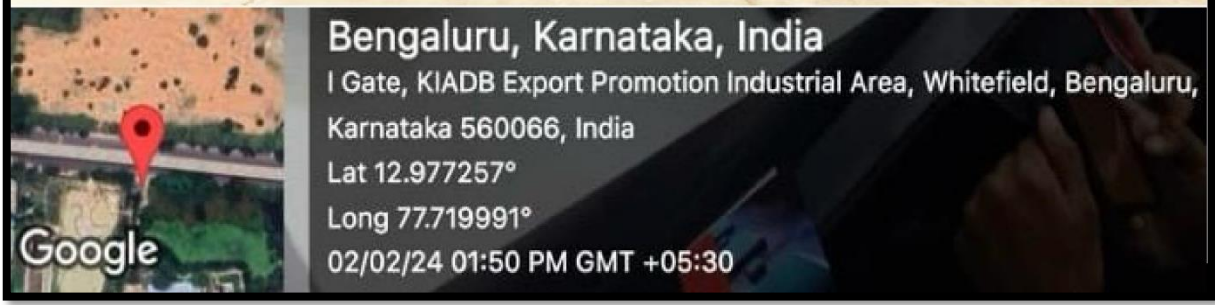 Bengaluru, Karnataka, India
I Gate, KIADB Export Promotion Industrial Area, Whitefield, Bengaluru,
Karnataka 560066, India
Lat 12.977257°
Long 77.719991°
02/02/24 01:50 PM GMT +05:30
Google